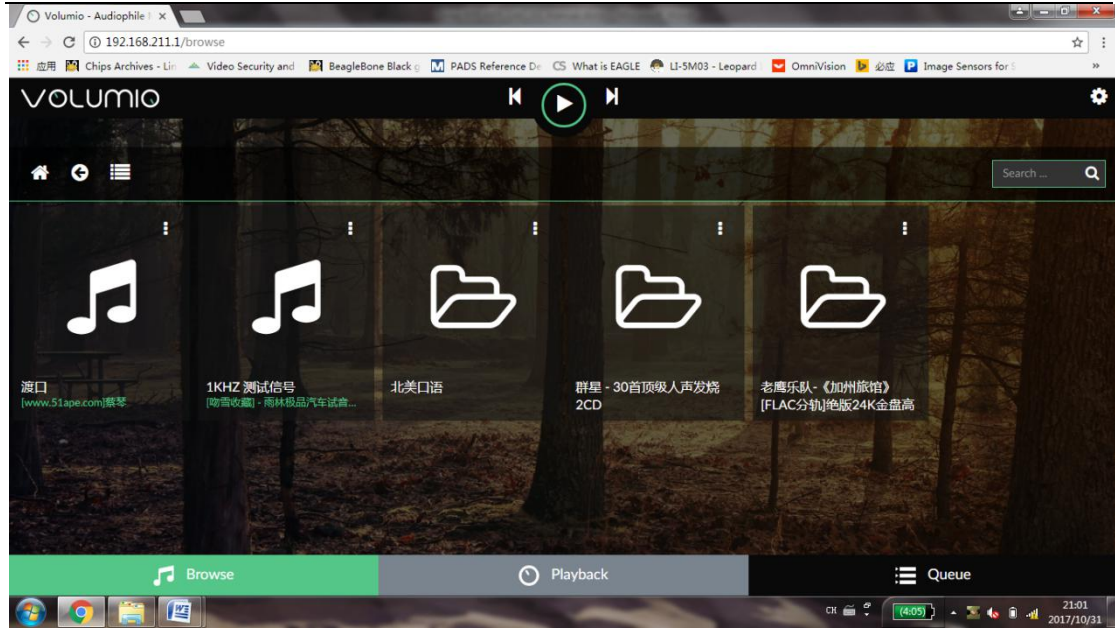 Volumio - Audiophile
192.168.211.1/browse
应用
Chips Archives - Lin
Video Security and
BeagleBone Black g
PADS Reference De
CS What is EAGLE
LI-5M03 - Leopard
OmniVision
必应
Image Sensors for S
»
VOLUMIO
Search ...
渡口
[www.51ape.com]蔡琴
1KHZ 测试信号
[吻雪收藏] - 雨林极品汽车试音...
北美口语
群星 - 30首顶级人声发烧
2CD
老鹰乐队-《加州旅馆》
[FLAC分轨]绝版24K金盘高
Browse
Playback
Queue
CH
(4:05)
21:01
2017/10/31